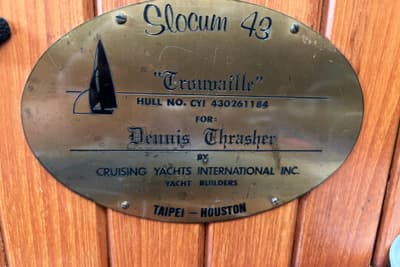 Slocum 43
"Trouvaille"
HULL NO. CYI 430261184
FOR:
Dennis Thrasher
BY
CRUISING YACHTS INTERNATIONAL INC.
YACHT BUILDERS
TAIPEI - HOUSTON